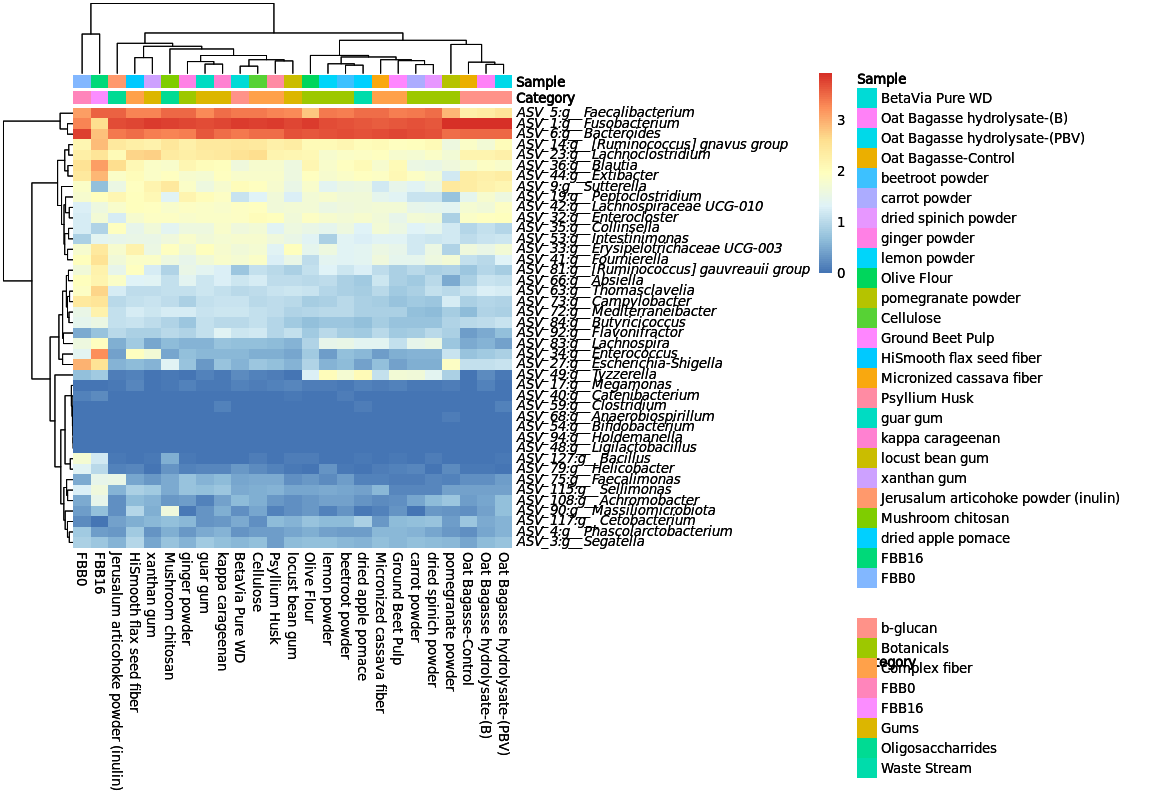 Sample
Category
ASV_5:g__Faecalibacterium
ASV_1:g__Fusobacterium
ASV_6:g__Bacteroides
ASV_14:g__[Ruminococcus] gnavus group
ASV_23:g__Lachnoclostridium
ASV_36:g__Blautia
ASV_44:g__Extibacter
ASV_9:g__Sutterella
ASV_19:g__Peptoclostridium
ASV_42:g__Lachnospiraceae UCG-010
ASV_32:g__Enterocloster
ASV_35:g__Collinsella
ASV_53:g__Intestinimonas
ASV_33:g__Erysipelotrichaceae UCG-003
ASV_41:g__Fournierella
ASV_81:g__[Ruminococcus] gauvreauii group
ASV_66:g__Absiella
ASV_63:g__Thomasclavelia
ASV_73:g__Campylobacter
ASV_72:g__Mediterraneibacter
ASV_84:g__Butyricicoccus
ASV_92:g__Flavonifractor
ASV_83:g__Lachnospira
ASV_34:g__Enterococcus
ASV_27:g__Escherichia-Shigella
ASV_49:g__Tyzzerella
ASV_17:g__Megamonas
ASV_40:g__Catenibacterium
ASV_59:g__Clostridium
ASV_68:g__Anaerobiospirillum
ASV_54:g__Bifidobacterium
ASV_94:g__Holdemanella
ASV_48:g__Ligilactobacillus
ASV_127:g__Bacillus
ASV_79:g__Helicobacter
ASV_75:g__Faecalimonas
ASV_115:g__Sellimonas
ASV_108:g__Achromobacter
ASV_90:g__Massiliomicrobiota
ASV_117:g__Cetobacterium
ASV_4:g__Phascolarctobacterium
ASV_3:g__Segatella
FBB0
FBB16
Jerusalum articohoke powder (inulin)
HiSmooth flax seed fiber
xanthan gum
Mushroom chitosan
ginger powder
guar gum
kappa carageenan
BetaVia Pure WD
Cellulose
Psyllium Husk
locust bean gum
Olive Flour
lemon powder
beetroot powder
dried apple pomace
Micronized cassava fiber
Ground Beet Pulp
carrot powder
dried spinich powder
pomegranate powder
Oat Bagasse-Control
Oat Bagasse hydrolysate-(B)
Oat Bagasse hydrolysate-(PBV)
3
2
1
0
Sample
BetaVia Pure WD
Oat Bagasse hydrolysate-(B)
Oat Bagasse hydrolysate-(PBV)
Oat Bagasse-Control
beetroot powder
carrot powder
dried spinich powder
ginger powder
lemon powder
Olive Flour
pomegranate powder
Cellulose
Ground Beet Pulp
HiSmooth flax seed fiber
Micronized cassava fiber
Psyllium Husk
guar gum
kappa carageenan
locust bean gum
xanthan gum
Jerusalum articohoke powder (inulin)
Mushroom chitosan
dried apple pomace
FBB16
FBB0
b-glucan
Botanicals
Complex fiber
FBB0
FBB16
Gums
Oligosaccharrides
Waste Stream